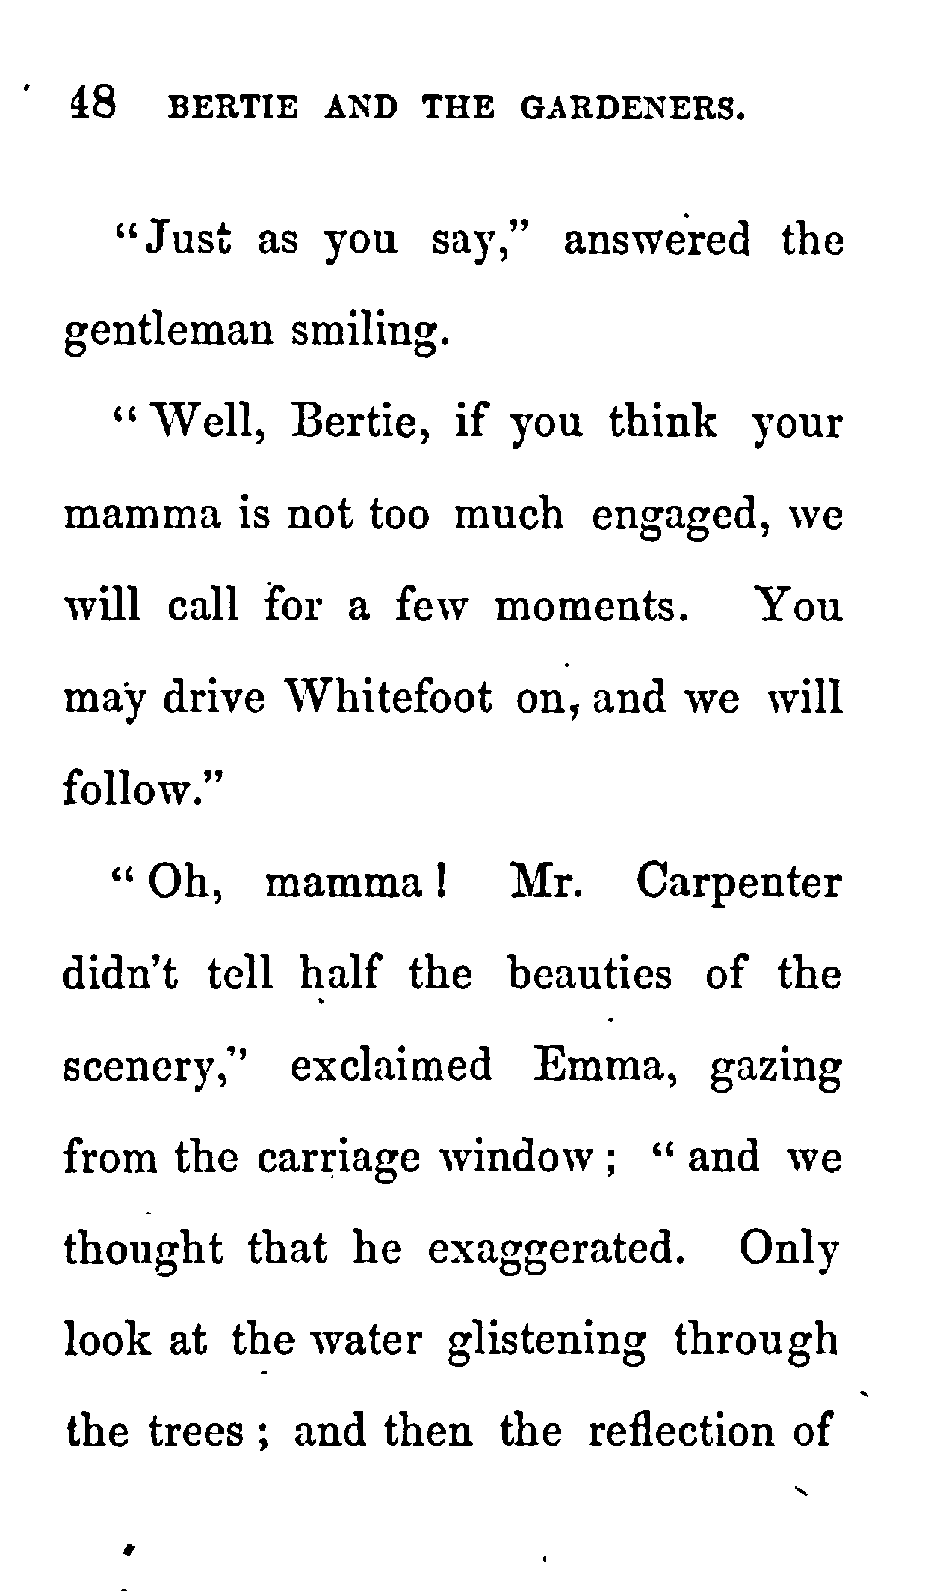 48 BERTIE AND THE GARDENERS.
“Just as you say,” answered the
gentleman smiling.
“Well, Bertie, if you think your
mamma is not too much engaged, we
will call for a few moments. You
may drive Whitefoot on, and we will
follow.”
“Oh, mamma! Mr. Carpenter
didn’t tell half the beauties of the
scenery,” exclaimed Emma, gazing
from the carriage window; “and we
thought that he exaggerated. Only
look at the water glistening through
the trees; and then the reflection of